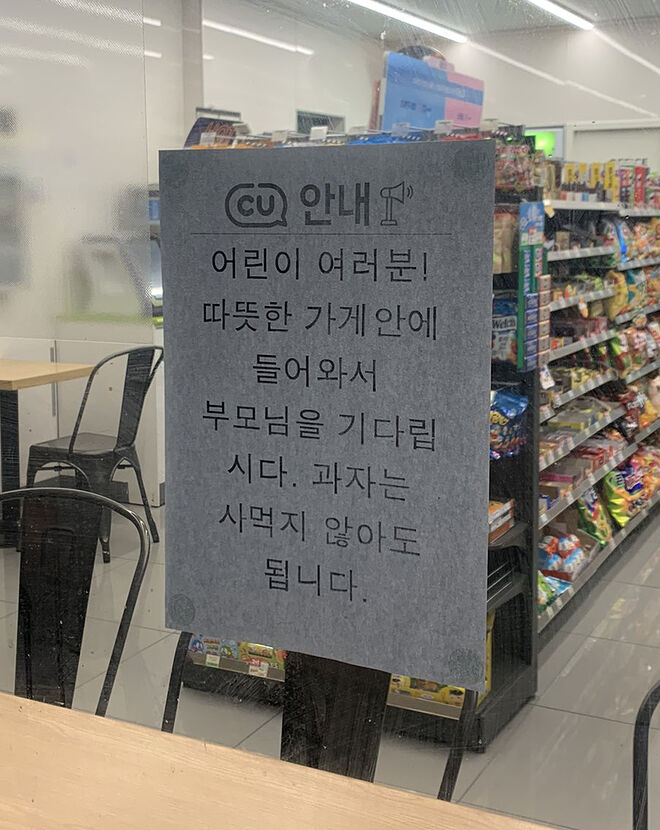 CU 안내
어린이 여러분!
따뜻한 가게안에
들어와서
부모님을 기다립
시다. 과자는
사먹지 않아도
됩니다.
Welch